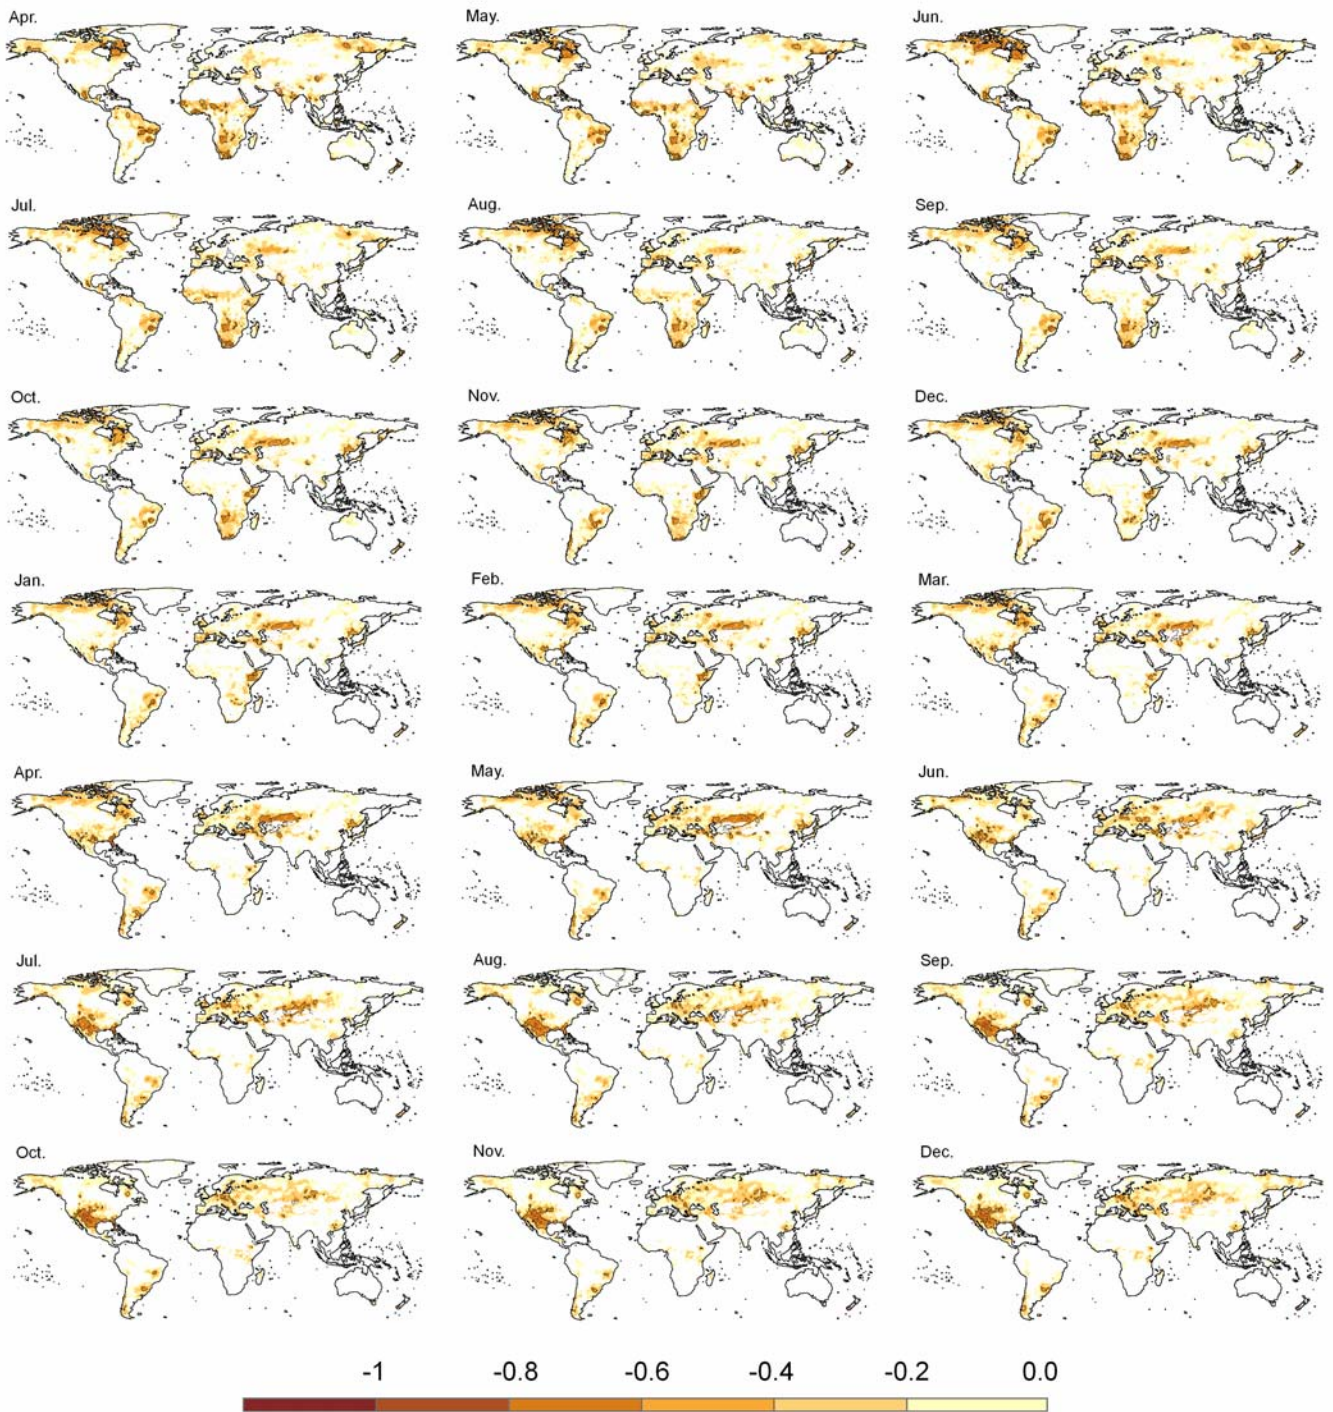 Apr. May. Jun.
Jul. Aug. Sep.
Oct. Nov. Dec.
Jan. Feb. Mar.
Apr. May. Jun.
Jul. Aug. Sep.
Oct. Nov. Dec.
-1 -0.8 -0.6 -0.4 -0.2 0.0